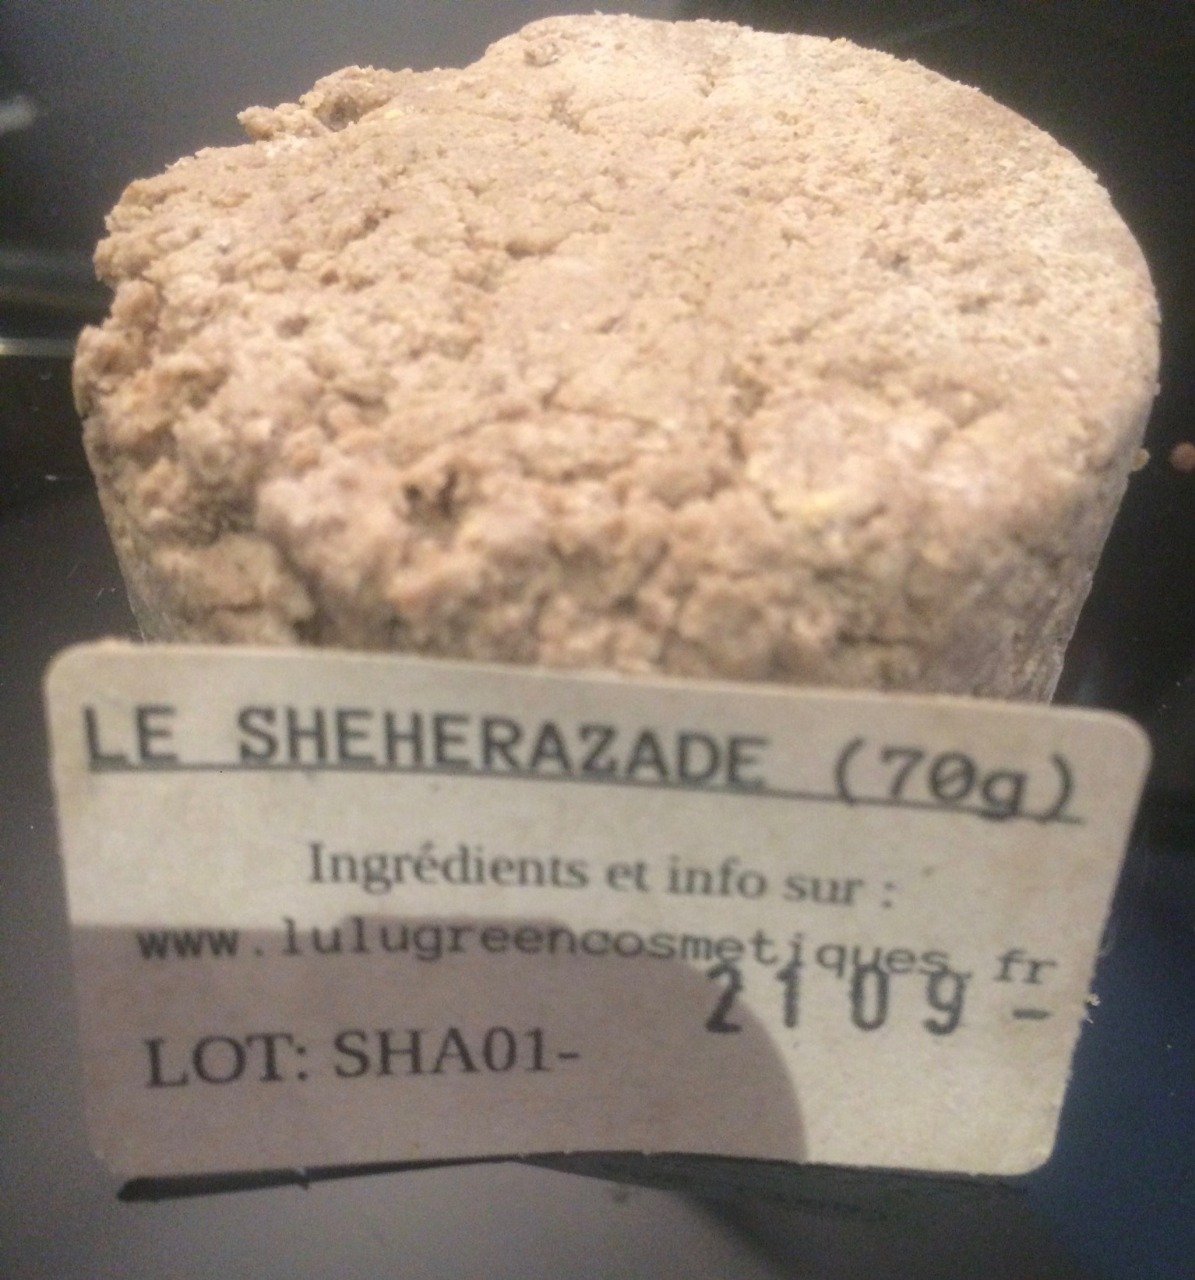 LE SHEHERAZADE (70g)
Ingrédients et info sur :
www.lulugreencosmetiques.fr
2109-
LOT: SHA01-